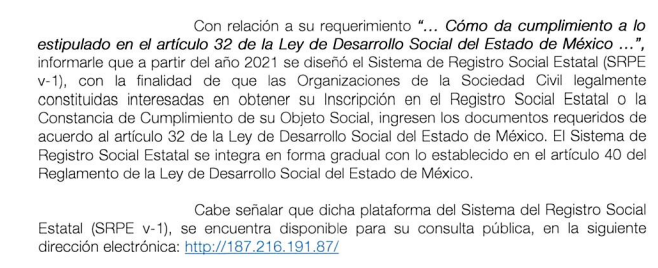 Con relación a su requerimiento “… Cómo da cumplimiento a lo
estipulado en el artículo 32 de la Ley de Desarrollo Social del Estado de México …”,
informarle que a partir del año 2021 se diseñó el Sistema de Registro Social Estatal (SRPE
v-1), con la finalidad de que las Organizaciones de la Sociedad Civil legalmente
constituidas interesadas en obtener su Inscripción en el Registro Social Estatal o la
Constancia de Cumplimiento de su Objeto Social, ingresen los documentos requeridos de
acuerdo al artículo 32 de la Ley de Desarrollo Social del Estado de México. El Sistema de
Registro Social Estatal se integra en forma gradual con lo establecido en el artículo 40 del
Reglamento de la Ley de Desarrollo Social del Estado de México.
Cabe señalar que dicha plataforma del Sistema del Registro Social
Estatal (SRPE v-1), se encuentra disponible para su consulta pública, en la siguiente
dirección electrónica: http://187.216.191.87/